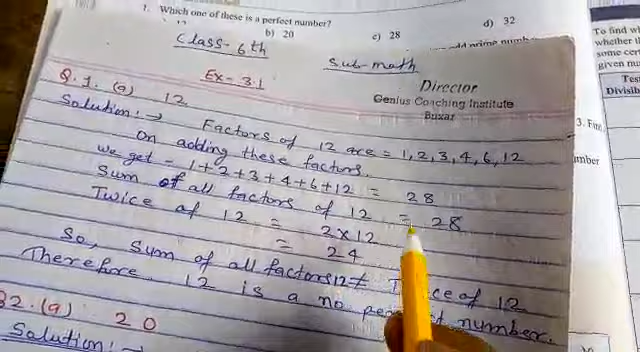 7. Which one of these is a perfect number?
b) 20
c) 28
d) 32
Class-6th
Sub-math
Ex-3.1
Director
Genius Coaching Institute
Buxar
Q.1. (a) 12
Solution:→ Factors of 12 are = 1,2,3,4,6,12
On adding these factors.
we get = 1+2+3+4+6+12 = 28
Sum of all factors of 12 = 28
Twice of 12 = 2×12
= 24
So, Sum of all factors12≠ Twice of 12
Therefore 12 is a no perfect number.
Q2.(a) 20
Solution:→
To find wh
whether th
some cert
given nu
Test
Divisib
3. Fin
umber